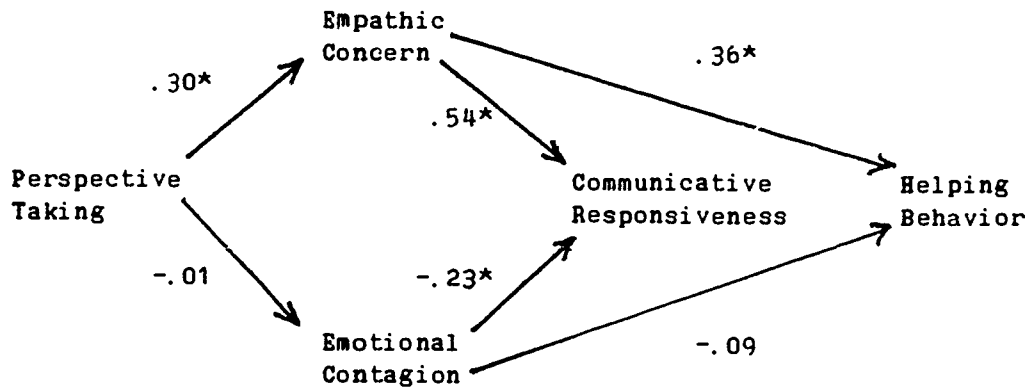 Empathic
Concern
.36*
.30*
.54*
Perspective
Taking
Communicative
Responsiveness
Helping
Behavior
-.01
-.23*
Emotional
Contagion
-.09